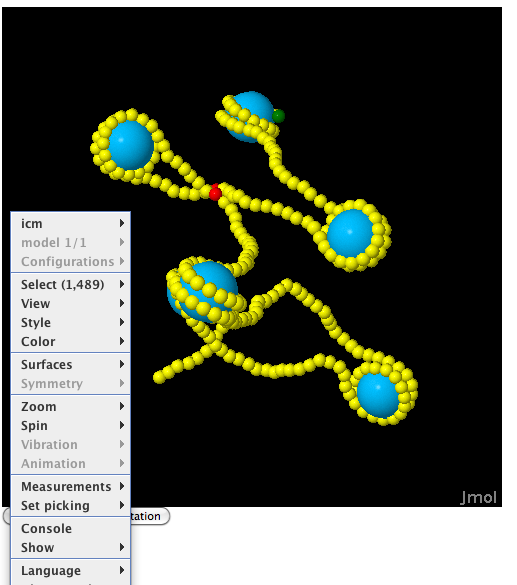 icm
model 1/1
Configurations
Select (1,489)
View
Style
Color
Surfaces
Symmetry
Zoom
Spin
Vibration
Animation
Measurements
Set picking
Jmol
tation
Console
Show
Language